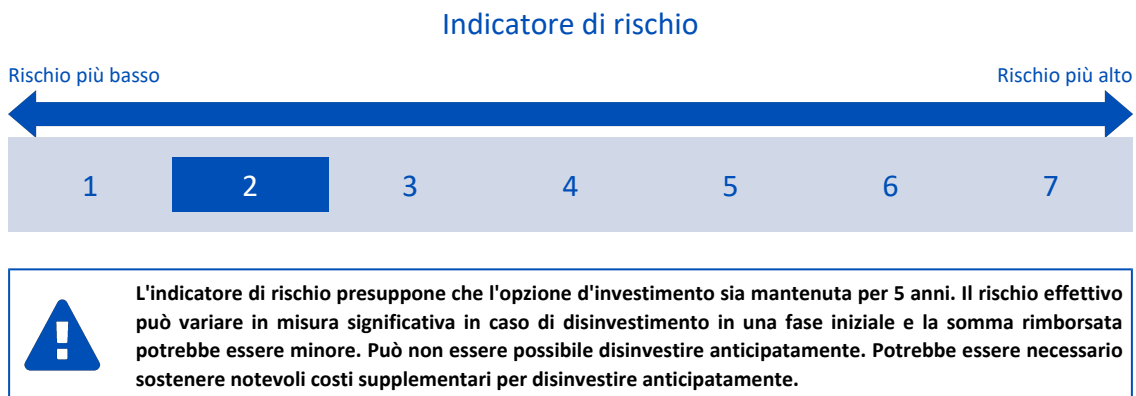 Indicatore di rischio
Rischio più basso Rischio più alto
1 2 3 4 5 6 7
L'indicatore di rischio presuppone che l'opzione d'investimento sia mantenuta per 5 anni. Il rischio effettivo
può variare in misura significativa in caso di disinvestimento in una fase iniziale e la somma rimborsata
potrebbe essere minore. Può non essere possibile disinvestire anticipatamente. Potrebbe essere necessario
sostenere notevoli costi supplementari per disinvestire anticipatamente.